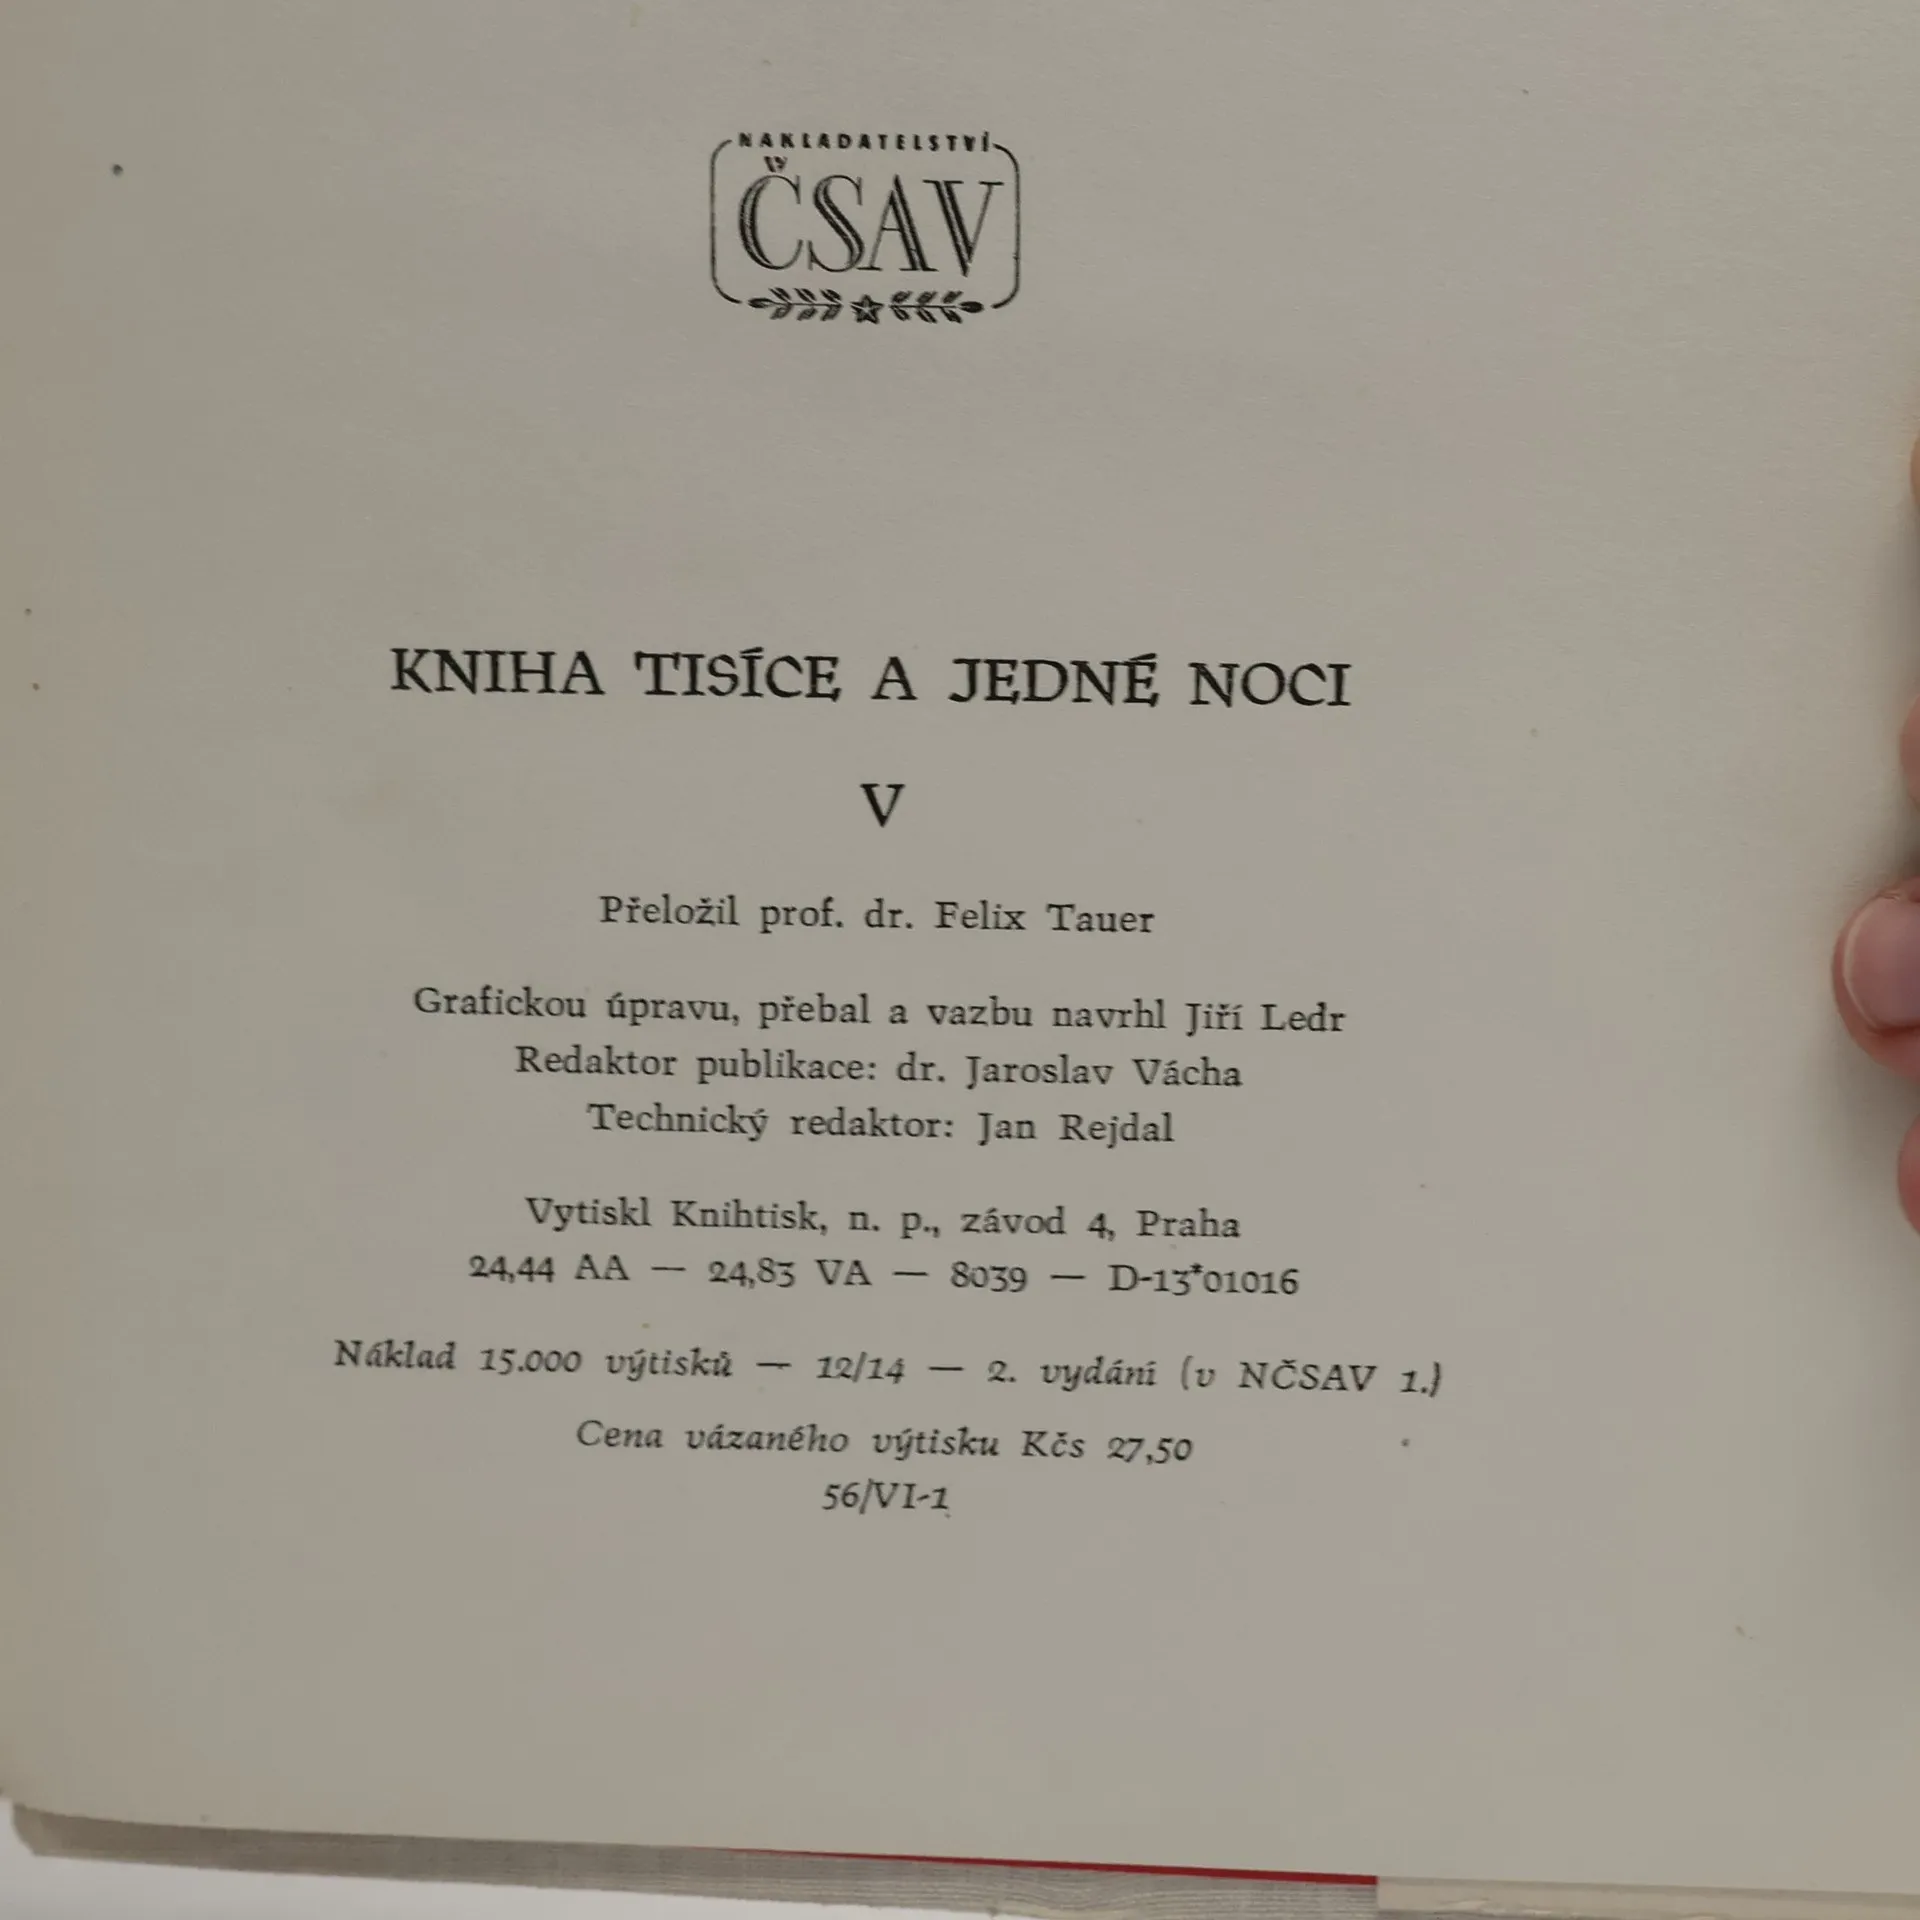 NAKLADATELSTVÍ
ČSAV
KNIHA TISÍCE A JEDNÉ NOCI
V
Přeložil prof. dr. Felix Tauer
Grafickou úpravu, přebal a vazbu navrhl Jiří Ledr
Redaktor publikace: dr. Jaroslav Vácha
Technický redaktor: Jan Rejdal
Vytiskl Knihtisk, n. p., závod 4, Praha
24,44 AA — 24,83 VA — 8039 — D-13*01016
Náklad 15.000 výtisků — 12/14 — 2. vydání (v NČSAV 1.)
Cena vázaného výtisku Kčs 27,50
56/VI-1